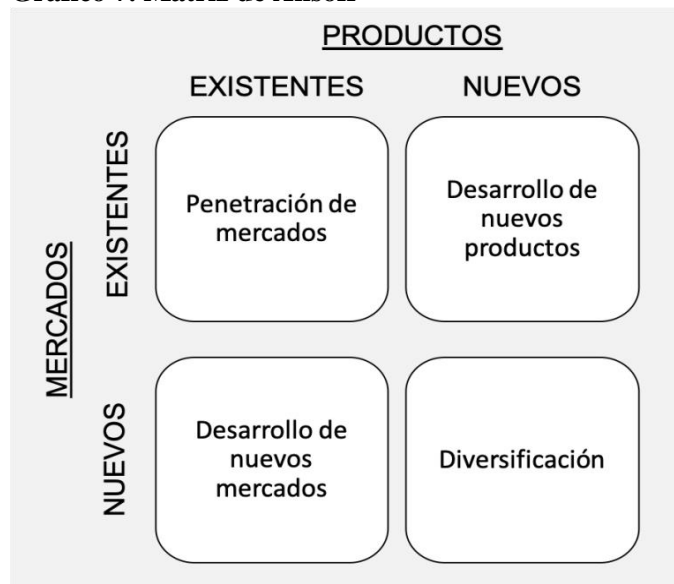 PRODUCTOS
EXISTENTES
NUEVOS
MERCADOS
EXISTENTES
Penetración de
mercados
Desarrollo de
nuevos
productos
NUEVOS
Desarrollo de
nuevos
mercados
Diversificación